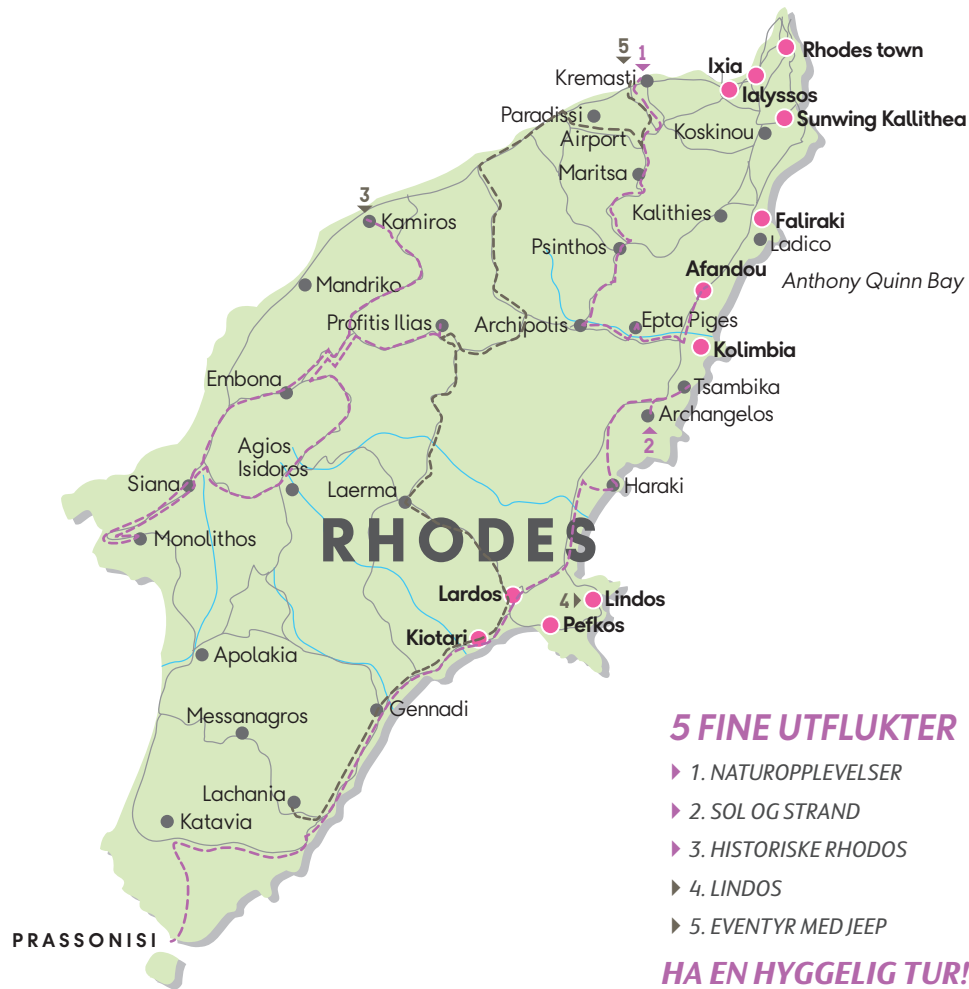 5
1
Rhodes town
Ixia
Kremasti
Ialyssos
Paradissi
Sunwing Kallithea
Koskinou
Airport
Maritsa
3
Kamiros
Kalithies
Faliraki
Ladico
Psinthos
Afandou
Anthony Quinn Bay
Mandriko
Profitis Ilias
Archipolis
Epta Piges
Kolimbia
Embona
Tsambika
Archangelos
2
Agios
Isidoros
Siana
Laerma
Haraki
Monolithos
RHODES
Lardos
4
Lindos
Pefkos
Kiotari
Apolakia
Gennadi
Messanagros
Lachania
Katavia
PRASSONISI
5 FINE UTFLUKTER
1. NATUROPPLEVELSER
2. SOL OG STRAND
3. HISTORISKE RHODOS
4. LINDOS
5. EVENTYR MED JEEP
HA EN HYGGELIG TUR!